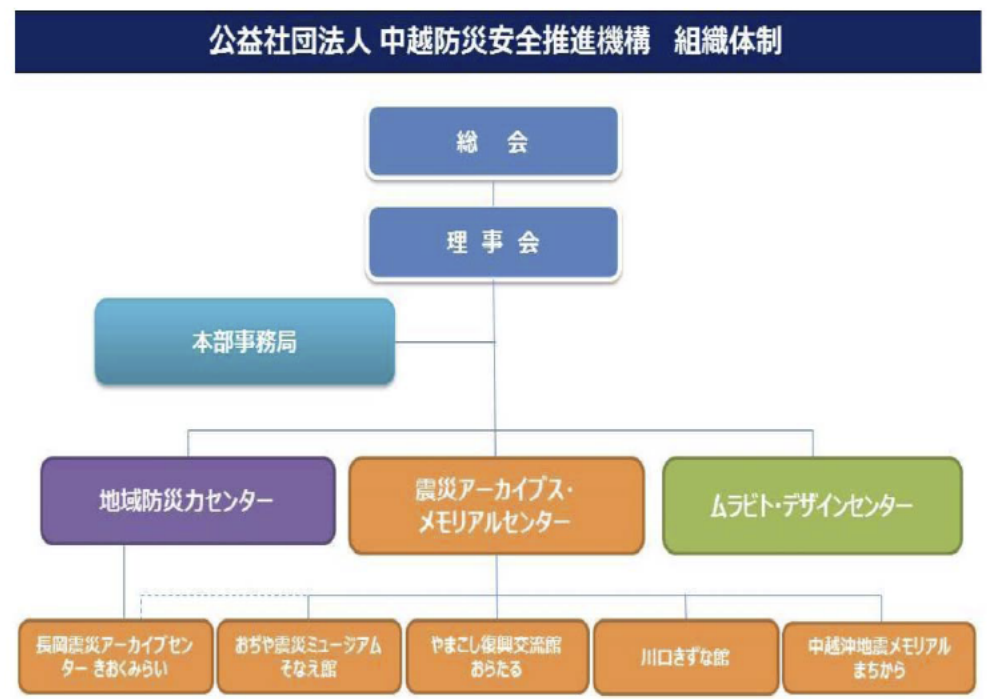 公益社団法人 中越防災安全推進機構　組織体制
総　会
理 事 会
本部事務局
地域防災力センター
震災アーカイブス・
メモリアルセンター
ムラビト・デザインセンター
長岡震災アーカイブセン
ター きおくみらい
おぢや震災ミュージアム
そなえ館
やまこし復興交流館
おらたる
川口きずな館
中越沖地震メモリアル
まちから